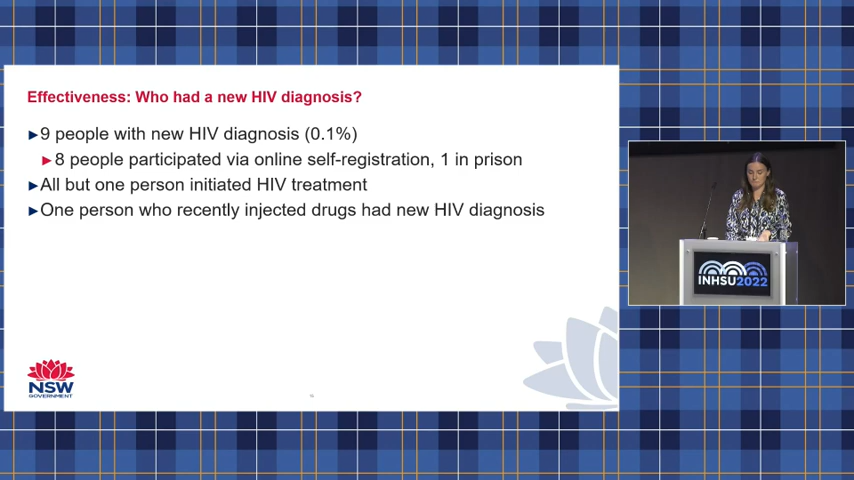 Effectiveness: Who had a new HIV diagnosis?
►9 people with new HIV diagnosis (0.1%)
►8 people participated via online self-registration, 1 in prison
►All but one person initiated HIV treatment
►One person who recently injected drugs had new HIV diagnosis
INHSU2022
NSW
GOVERNMENT